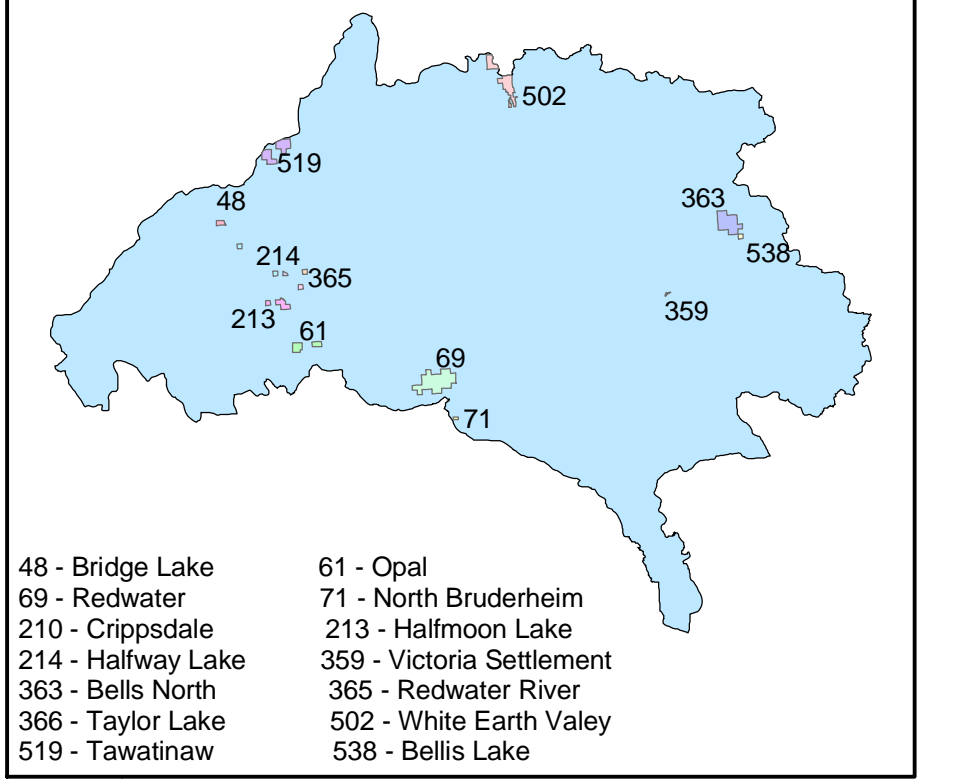 502
519
48
363
214
538
365
359
213
61
69
71
48 - Bridge Lake 61 - Opal
69 - Redwater 71 - North Bruderheim
210 - Crippsdale 213 - Halfmoon Lake
214 - Halfway Lake 359 - Victoria Settlement
363 - Bells North 365 - Redwater River
366 - Taylor Lake 502 - White Earth Valey
519 - Tawatinaw 538 - Bellis Lake